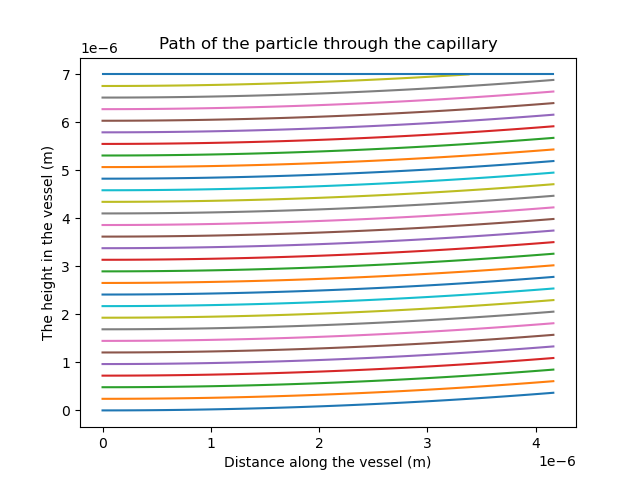 Path of the particle through the capillary
1e−6
7
6
5
4
3
2
1
0
The height in the vessel (m)
0 1 2 3 4
Distance along the vessel (m)
1e−6